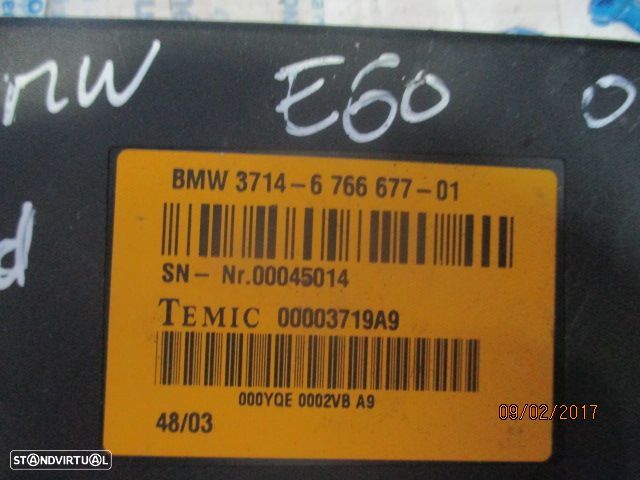 E60
BMW 3714-6 766 677-01
SN- Nr.00045014
TEMIC 00003719A9
000YQE 0002VB A9
48/03
09/02/2017
STANDVIRTUAL